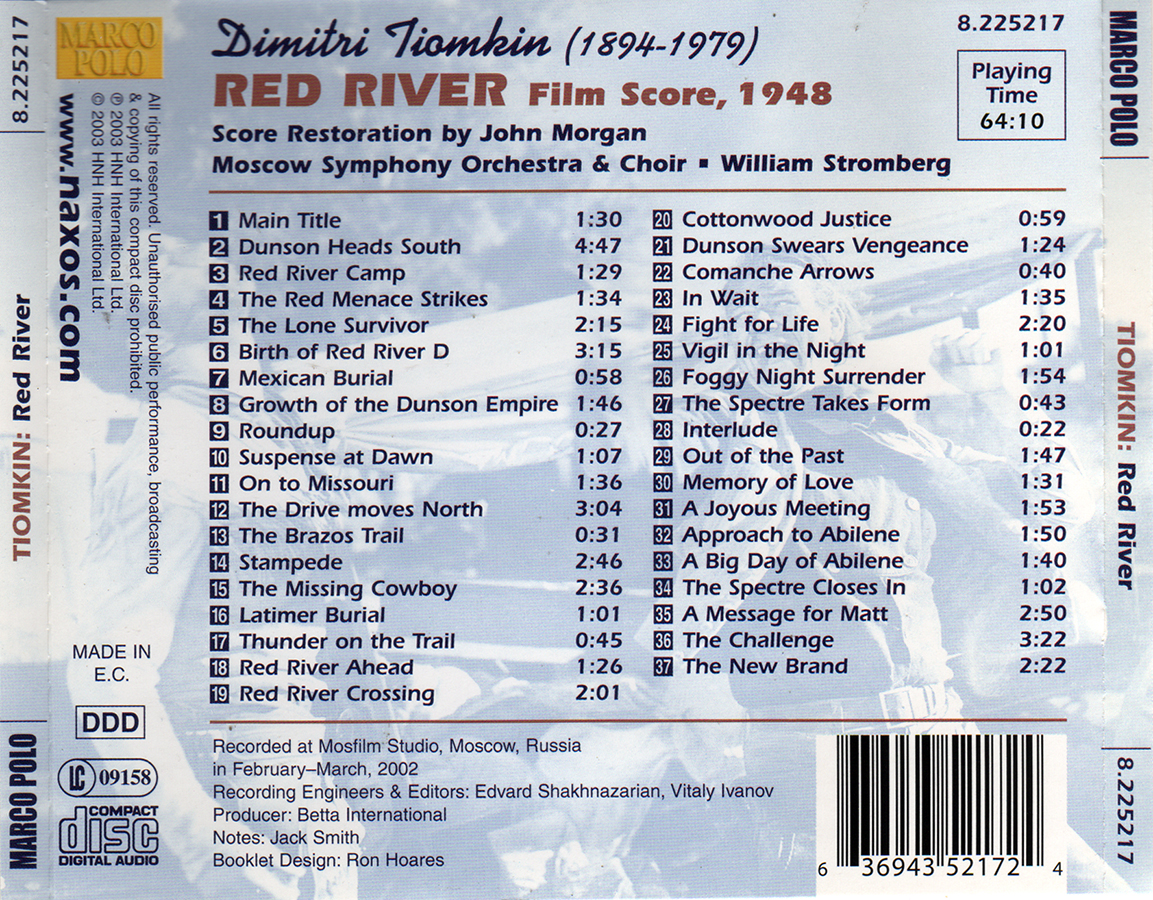 8.225217
MARCO POLO
TIOMKIN: Red River
MARCO
POLO
www.naxos.com
All rights reserved. Unauthorised public performance, broadcasting
& copying of this compact disc prohibited.
℗ 2003 HNH International Ltd.
© 2003 HNH International Ltd.
MADE IN
E.C.
DDD
LC 09158
COMPACT
disc
DIGITAL AUDIO
Dimitri Tiomkin (1894-1979)
RED RIVER Film Score, 1948
Score Restoration by John Morgan
Moscow Symphony Orchestra & Choir ▪ William Stromberg
8.225217
Playing
Time
64:10
1 Main Title 1:30
2 Dunson Heads South 4:47
3 Red River Camp 1:29
4 The Red Menace Strikes 1:34
5 The Lone Survivor 2:15
6 Birth of Red River D 3:15
7 Mexican Burial 0:58
8 Growth of the Dunson Empire 1:46
9 Roundup 0:27
10 Suspense at Dawn 1:07
11 On to Missouri 1:36
12 The Drive moves North 3:04
13 The Brazos Trail 0:31
14 Stampede 2:46
15 The Missing Cowboy 2:36
16 Latimer Burial 1:01
17 Thunder on the Trail 0:45
18 Red River Ahead 1:26
19 Red River Crossing 2:01
20 Cottonwood Justice 0:59
21 Dunson Swears Vengeance 1:24
22 Comanche Arrows 0:40
23 In Wait 1:35
24 Fight for Life 2:20
25 Vigil in the Night 1:01
26 Foggy Night Surrender 1:54
27 The Spectre Takes Form 0:43
28 Interlude 0:22
29 Out of the Past 1:47
30 Memory of Love 1:31
31 A Joyous Meeting 1:53
32 Approach to Abilene 1:50
33 A Big Day of Abilene 1:40
34 The Spectre Closes In 1:02
35 A Message for Matt 2:50
36 The Challenge 3:22
37 The New Brand 2:22
Recorded at Mosfilm Studio, Moscow, Russia
in February–March, 2002
Recording Engineers & Editors: Edvard Shakhnazarian, Vitaly Ivanov
Producer: Betta International
Notes: Jack Smith
Booklet Design: Ron Hoares
6 36943 52172 4
MARCO POLO
TIOMKIN: Red River
8.225217